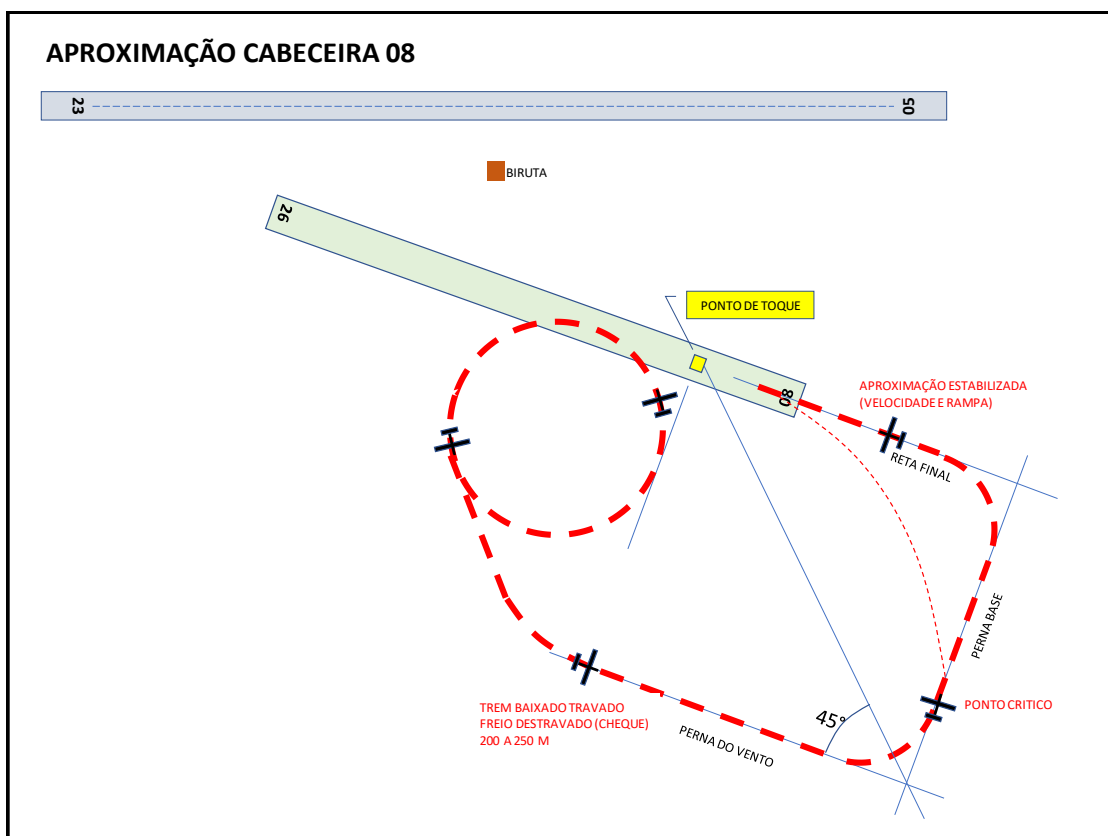 APROXIMAÇÃO CABECEIRA 08
23
05
BIRUTA
26
PONTO DE TOQUE
08
APROXIMAÇÃO ESTABILIZADA
(VELOCIDADE E RAMPA)
RETA FINAL
PERNA BASE
PONTO CRITICO
TREM BAIXADO TRAVADO
FREIO DESTRAVADO (CHEQUE)
200 A 250 M
PERNA DO VENTO
45°